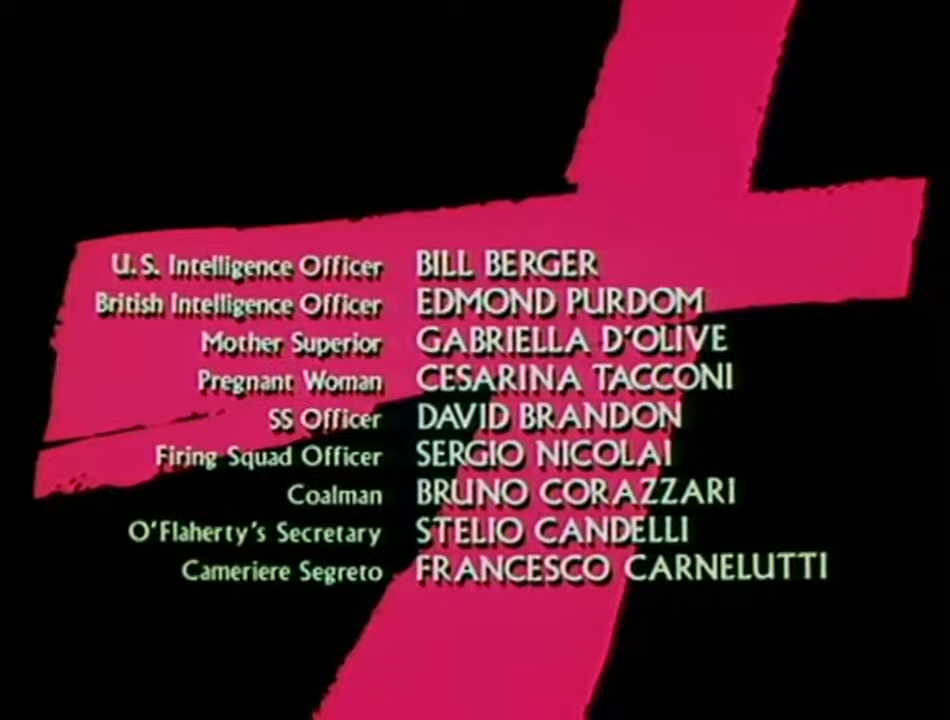 U.S. Intelligence Officer BILL BERGER
British Intelligence Officer EDMOND PURDOM
Mother Superior GABRIELLA D'OLIVE
Pregnant Woman CESARINA TACCONI
SS Officer DAVID BRANDON
Firing Squad Officer SERGIO NICOLAI
Coalman BRUNO CORAZZARI
O'Flaherty's Secretary STELIO CANDELLI
Cameriere Segreto FRANCESCO CARNELUTTI